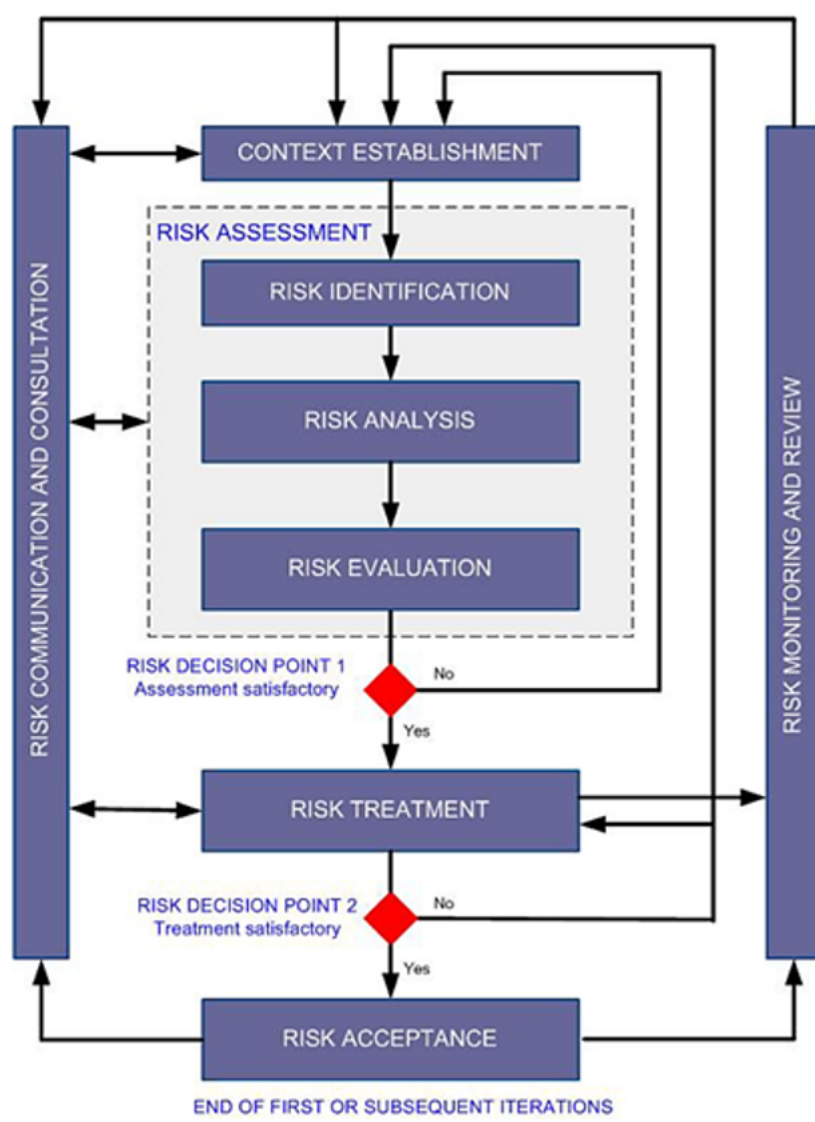 CONTEXT ESTABLISHMENT
RISK ASSESSMENT
RISK IDENTIFICATION
RISK ANALYSIS
RISK EVALUATION
RISK DECISION POINT 1
Assessment satisfactory
No
Yes
RISK TREATMENT
RISK DECISION POINT 2
Treatment satisfactory
No
Yes
RISK ACCEPTANCE
END OF FIRST OR SUBSEQUENT ITERATIONS
RISK COMMUNICATION AND CONSULTATION
RISK MONITORING AND REVIEW